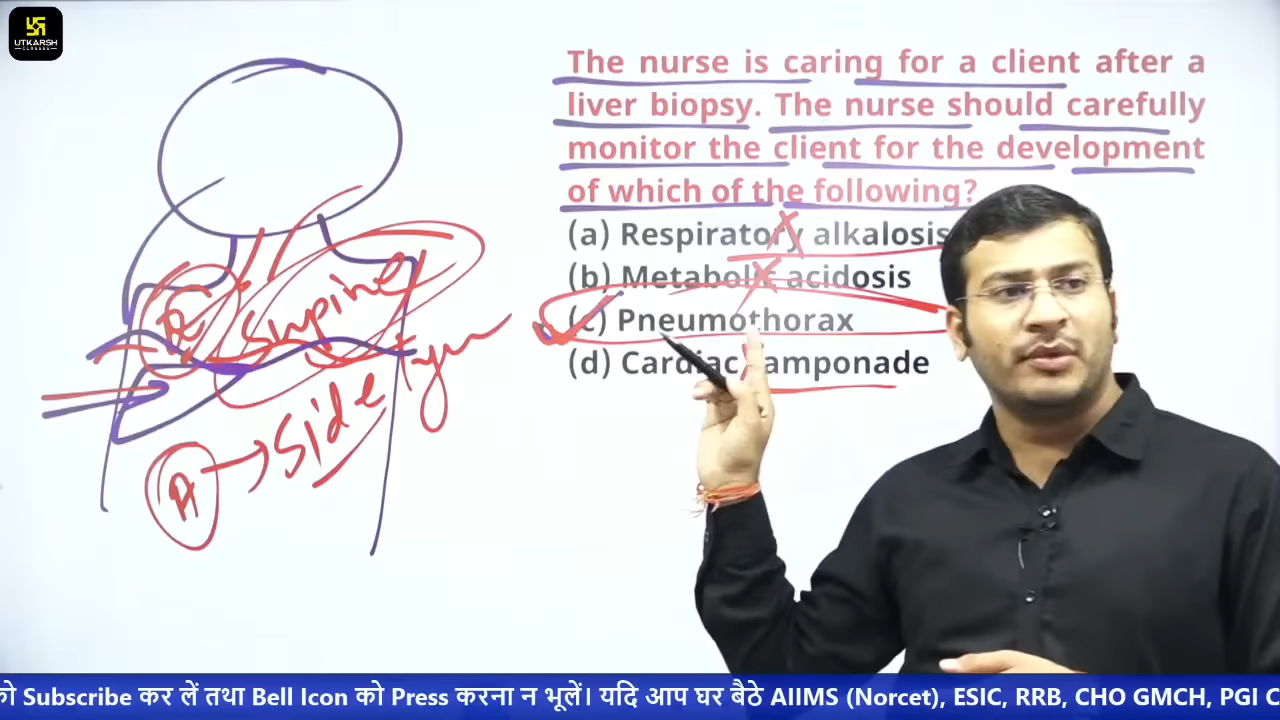 UTKARSH
CLASSES
The nurse is caring for a client after a
liver biopsy. The nurse should carefully
monitor the client for the development
of which of the following?
(a) Respiratory alkalosis
(b) Metabolic acidosis
(c) Pneumothorax
(d) Cardiac Tamponade
R Supine
R → Side
को Subscribe कर लें तथा Bell Icon को Press करना न भूलें। यदि आप घर बैठे AIIMS (Norcet), ESIC, RRB, CHO GMCH, PGI C